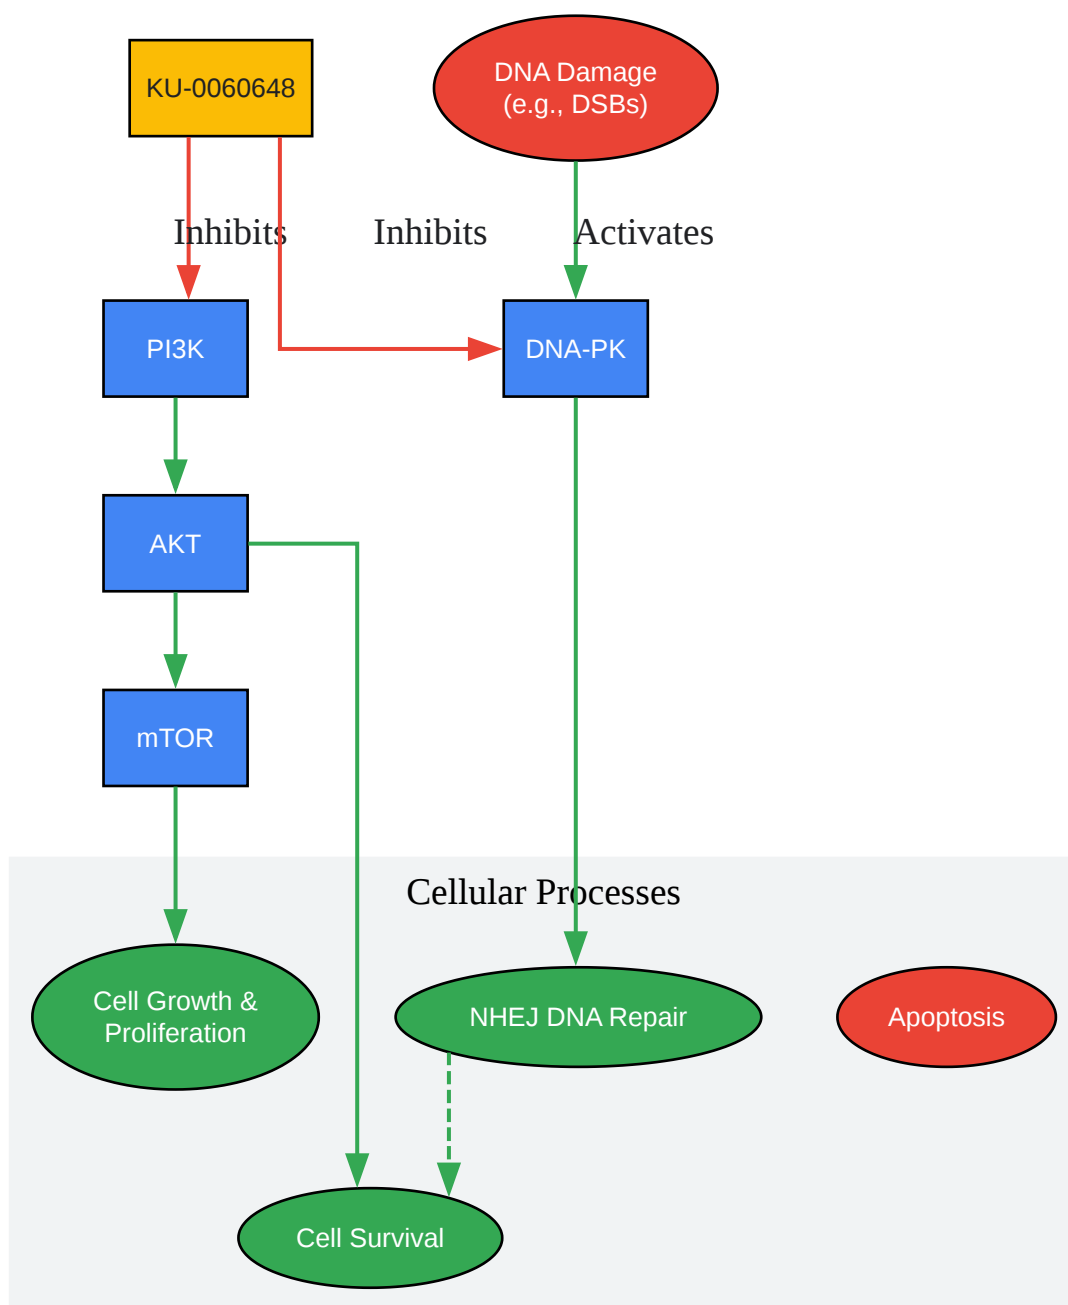 KU-0060648
DNA Damage
(e.g., DSBs)
Inhibits
Inhibits
Activates
PI3K
DNA-PK
AKT
mTOR
Cellular Processes
Cell Growth &
Proliferation
NHEJ DNA Repair
Apoptosis
Cell Survival